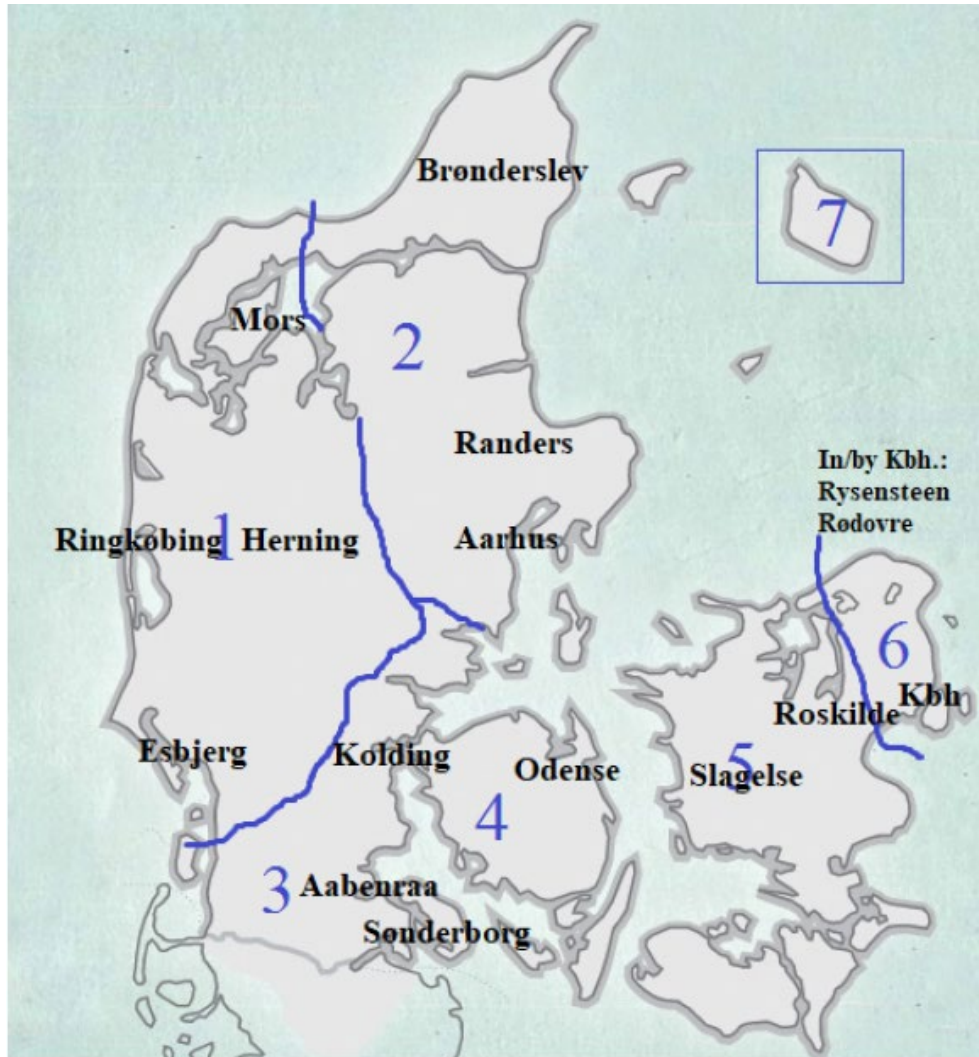 Brønderslev
7
Mors
2
Randers
In/by Kbh.:
Rysensteen
Rødovre
Ringkøbing
1
Herning
Aarhus
6
Kbh
Roskilde
Esbjerg
Kolding
Odense
5
Slagelse
4
3
Aabenraa
Sønderborg